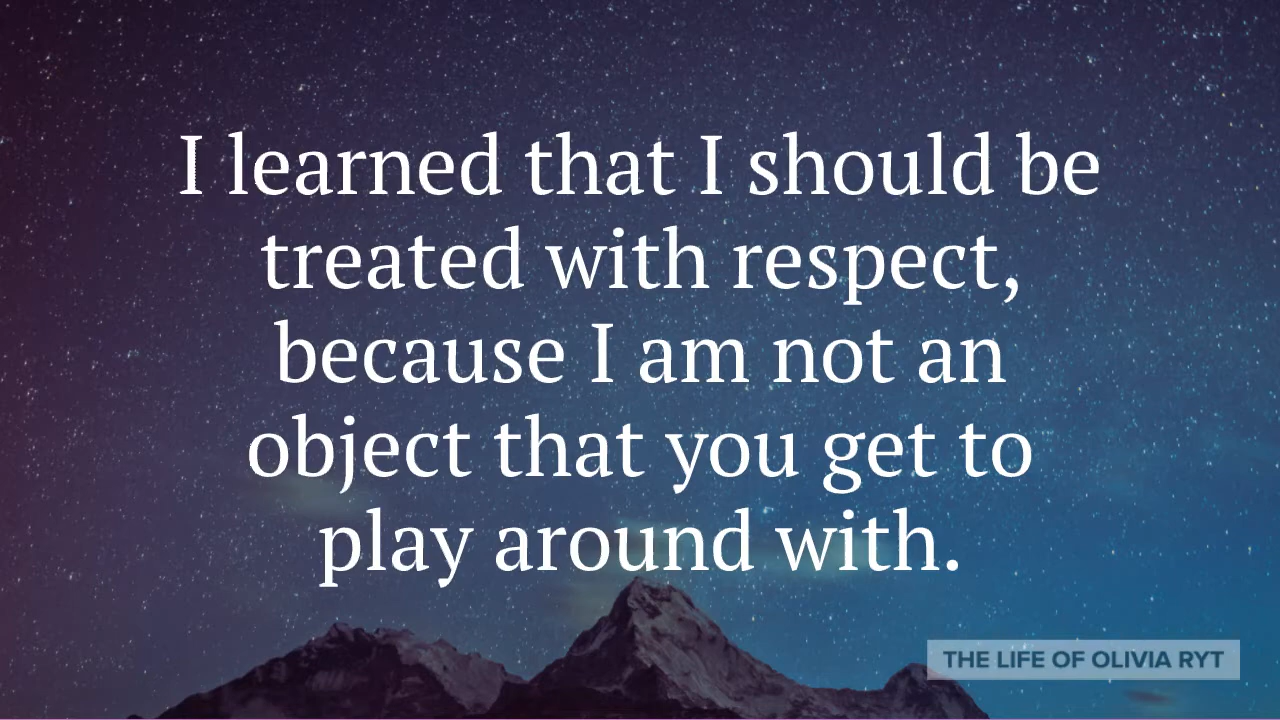 I learned that I should be
treated with respect,
because I am not an
object that you get to
play around with.
THE LIFE OF OLIVIA RYT